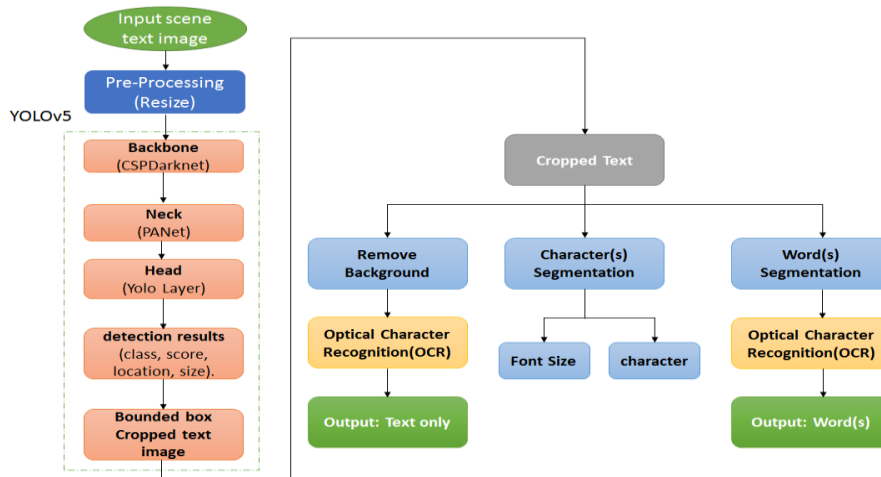 Input scene
text image
Pre-Processing
(Resize)
YOLOv5
Backbone
(CSPDarknet)
Neck
(PANet)
Head
(Yolo Layer)
detection results
(class, score,
location, size).
Bounded box
Cropped text
image
Cropped Text
Remove
Background
Optical Character
Recognition(OCR)
Output: Text only
Character(s)
Segmentation
Font Size
character
Word(s)
Segmentation
Optical Character
Recognition(OCR)
Output: Word(s)